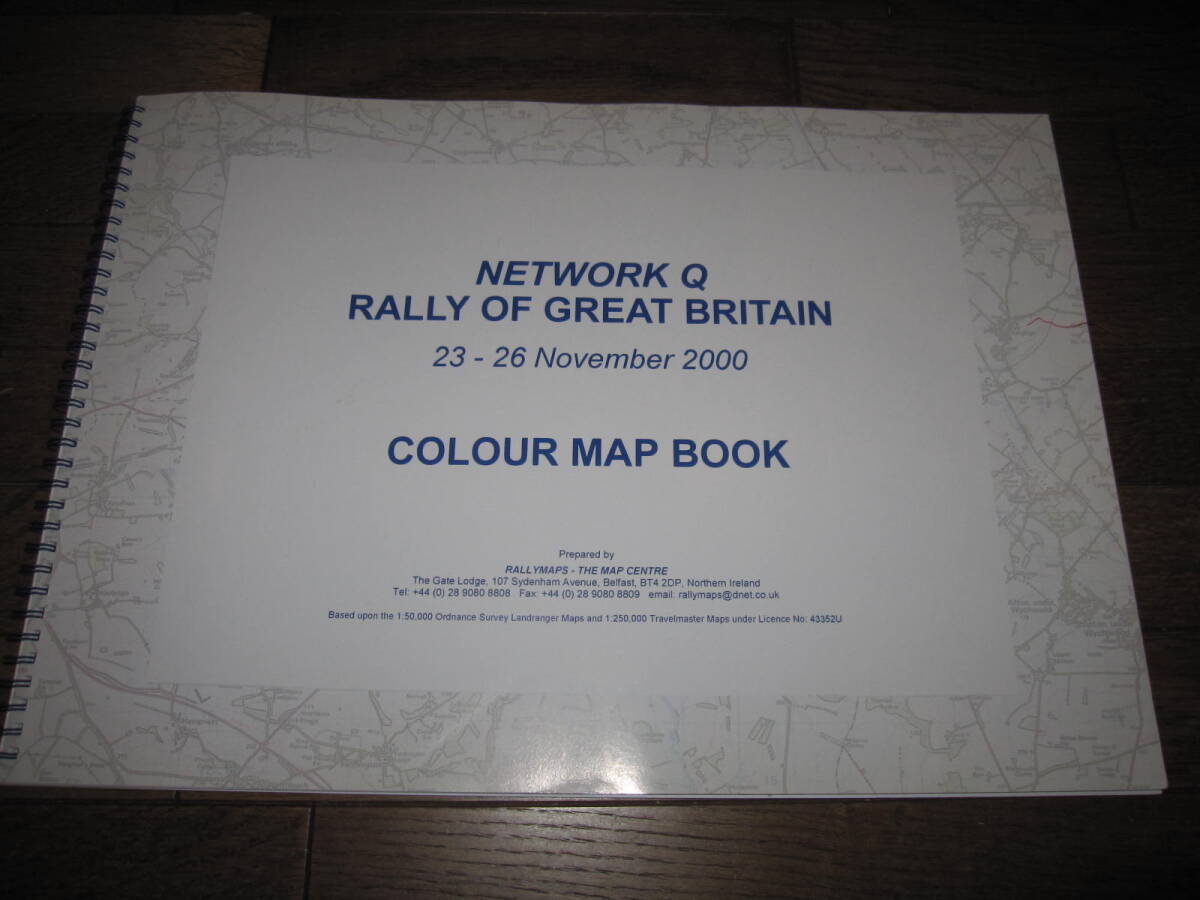 NETWORK Q
RALLY OF GREAT BRITAIN
23 - 26 November 2000
COLOUR MAP BOOK
Prepared by
RALLYMAPS - THE MAP CENTRE
The Gate Lodge, 107 Sydenham Avenue, Belfast, BT4 2DP, Northern Ireland
Tel: +44 (0) 28 9080 8808 Fax: +44 (0) 28 9080 8809 email: rallymaps@dnet.co.uk
Based upon the 1:50,000 Ordnance Survey Landranger Maps and 1:250,000 Travelmaster Maps under Licence No: 43352U